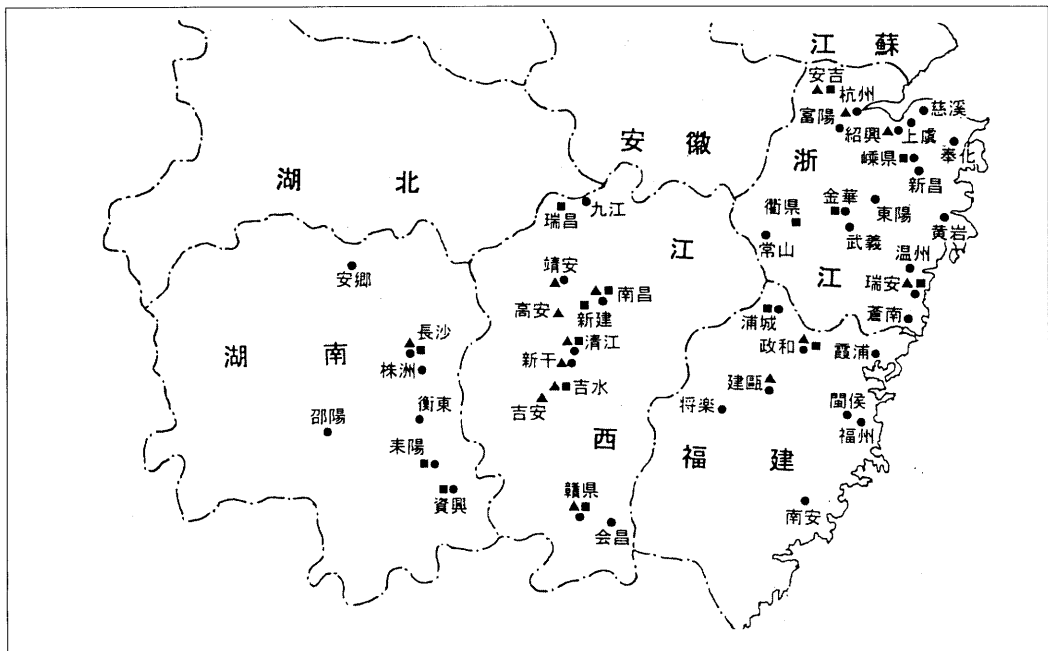 江蘇
安吉
杭州
慈溪
富陽
紹興
上虞
安徽
浙江
嵊県
奉化
新昌
湖北
金華
東陽
衢県
九江
瑞昌
黄岩
常山
武義
江西
温州
安郷
靖安
瑞安
南昌
高安
新建
蒼南
浦城
長沙
清江
政和
霞浦
湖南
新干
株洲
吉水
建甌
吉安
将楽
衡東
閩侯
邵陽
福州
耒陽
福建
資興
贛県
南安
会昌